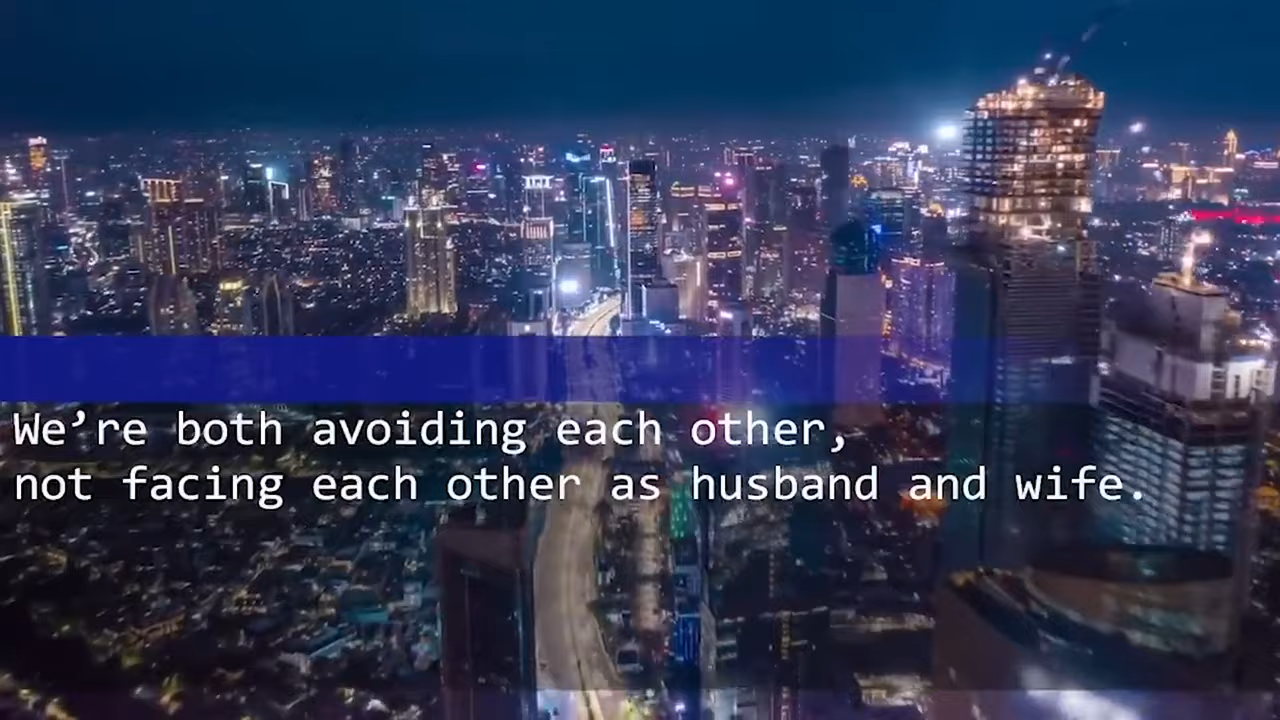 We’re both avoiding each other,
not facing each other as husband and wife.